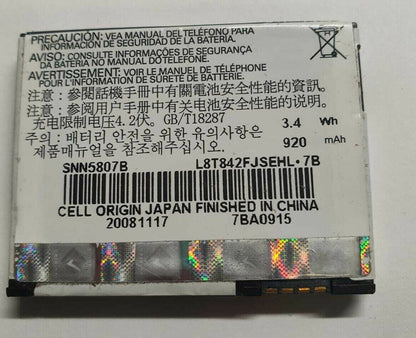 PRECAUCIÓN: VEA MANUAL DEL TELÉFONO PARA
INFORMACIÓN DE SEGURIDAD DE LA BATERÍA.
AVISO: CONSULTE INFORMAÇÕES DE SEGURANÇA
DA BATERIA NO MANUAL DO USUÁRIO.
AVERTISSEMENT: VOIR LE MANUEL DE TÉLÉPHONE
POUR INFORMATION DE SURETE DE BATTERIE.
注意: 參閱話機手冊中有關電池安全性能的資訊.
注意: 参阅用户手册中有关电池安全性能的说明.
充电限制电压4.2伏. GB/T18287 3.4 Wh
주의: 배터리 안전을 위한 유의사항은 920 mAh
제품매뉴얼을 참조해주십시오.
SNN5807B L8T842FJSEHL·7B
CELL ORIGIN JAPAN FINISHED IN CHINA
20081117 7BA0915